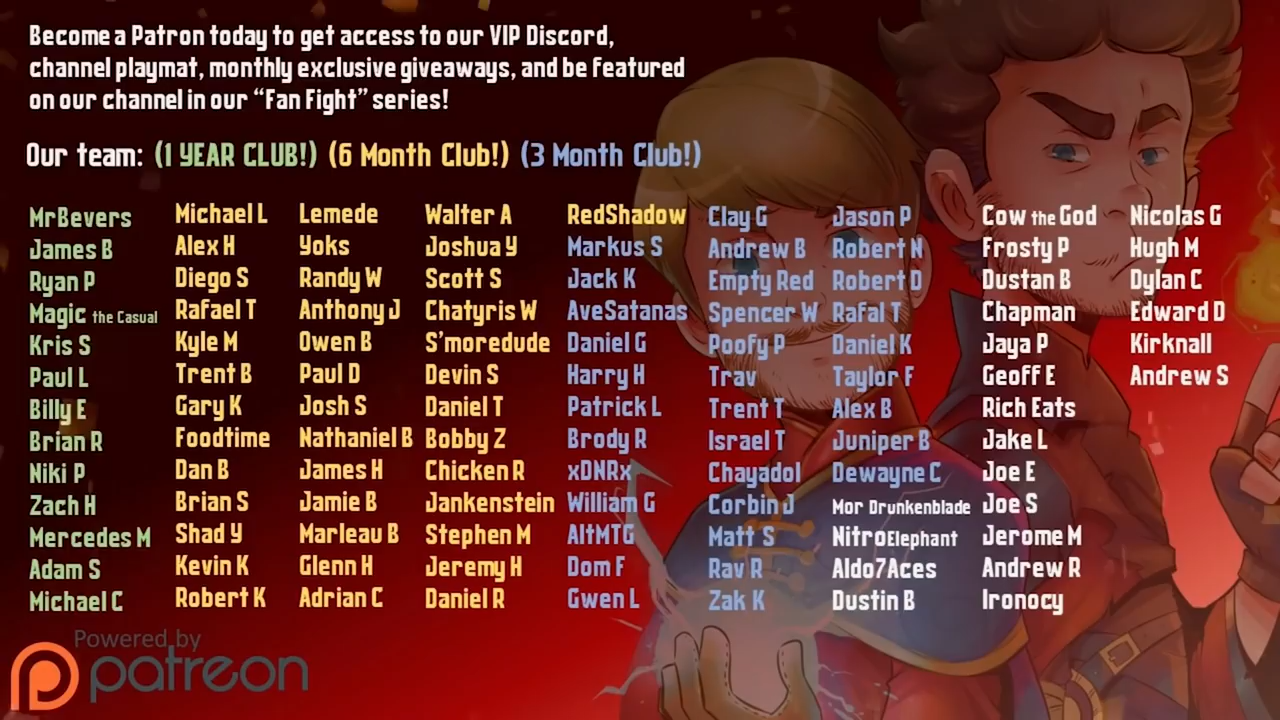 Become a Patron today to get access to our VIP Discord,
channel playmat, monthly exclusive giveaways, and be featured
on our channel in our “Fan Fight” series!
Our team: (1 YEAR CLUB!) (6 Month Club!) (3 Month Club!)
MrBevers
James B
Ryan P
Magic the Casual
Kris S
Paul L
Billy E
Brian R
Niki P
Zach H
Mercedes M
Adam S
Michael C
Michael L
Alex H
Diego S
Rafael T
Kyle M
Trent B
Gary K
Foodtime
Dan B
Brian S
Shad Y
Kevin K
Robert K
Lemede
Yoks
Randy W
Anthony J
Owen B
Paul D
Josh S
Nathaniel B
James H
Jamie B
Marleau B
Glenn H
Adrian C
Walter A
Joshua Y
Scott S
Chatyris W
S'moredude
Devin S
Daniel T
Bobby Z
Chicken R
Jankenstein
Stephen M
Jeremy H
Daniel R
RedShadow
Markus S
Jack K
AveSatanas
Daniel G
Harry H
Patrick L
Brody R
xDNRx
William G
AltMTG
Dom F
Gwen L
Clay G
Andrew B
Empty Red
Spencer W
Poofy P
Trav
Trent T
Israel T
Chayadol
Corbin J
Matt S
Rav R
Zak K
Jason P
Robert N
Robert D
Rafal T
Daniel K
Taylor F
Alex B
Juniper B
Dewayne C
Mor Drunkenblade
NitroElephant
Aldo7Aces
Dustin B
Cow the God
Frosty P
Dustan B
Chapman
Jaya P
Geoff E
Rich Eats
Jake L
Joe E
Joe S
Jerome M
Andrew R
Ironocy
Nicolas G
Hugh M
Dylan C
Edward D
Kirknall
Andrew S
Powered by
patreon